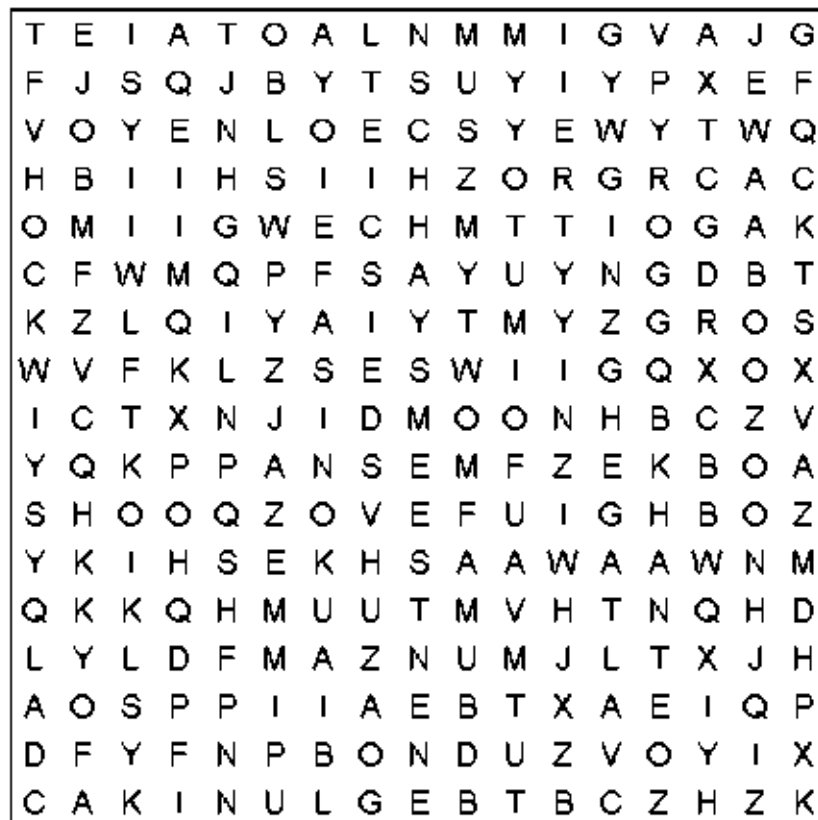 T E I A T O A L N M M I G V A J G
F J S Q J B Y T S U Y I Y P X E F
V O Y E N L O E C S Y E W Y T W Q
H B I I H S I I H Z O R G R C A C
O M I I G W E C H M T T I O G A K
C F W M Q P F S A Y U Y N G D B T
K Z L Q I Y A I Y T M Y Z G R O S
W V F K L Z S E S W I I G Q X O X
I C T X N J I D M O O N H B C Z V
Y Q K P P A N S E M F Z E K B O A
S H O O Q Z O V E F U I G H B O Z
Y K I H S E K H S A A W A A W N M
Q K K Q H M U U T M V H T N Q H D
L Y L D F M A Z N U M J L T X J H
A O S P P I I A E B T X A E I Q P
D F Y F N P B O N D U Z V O Y I X
C A K I N U L G E B T B C Z H Z K